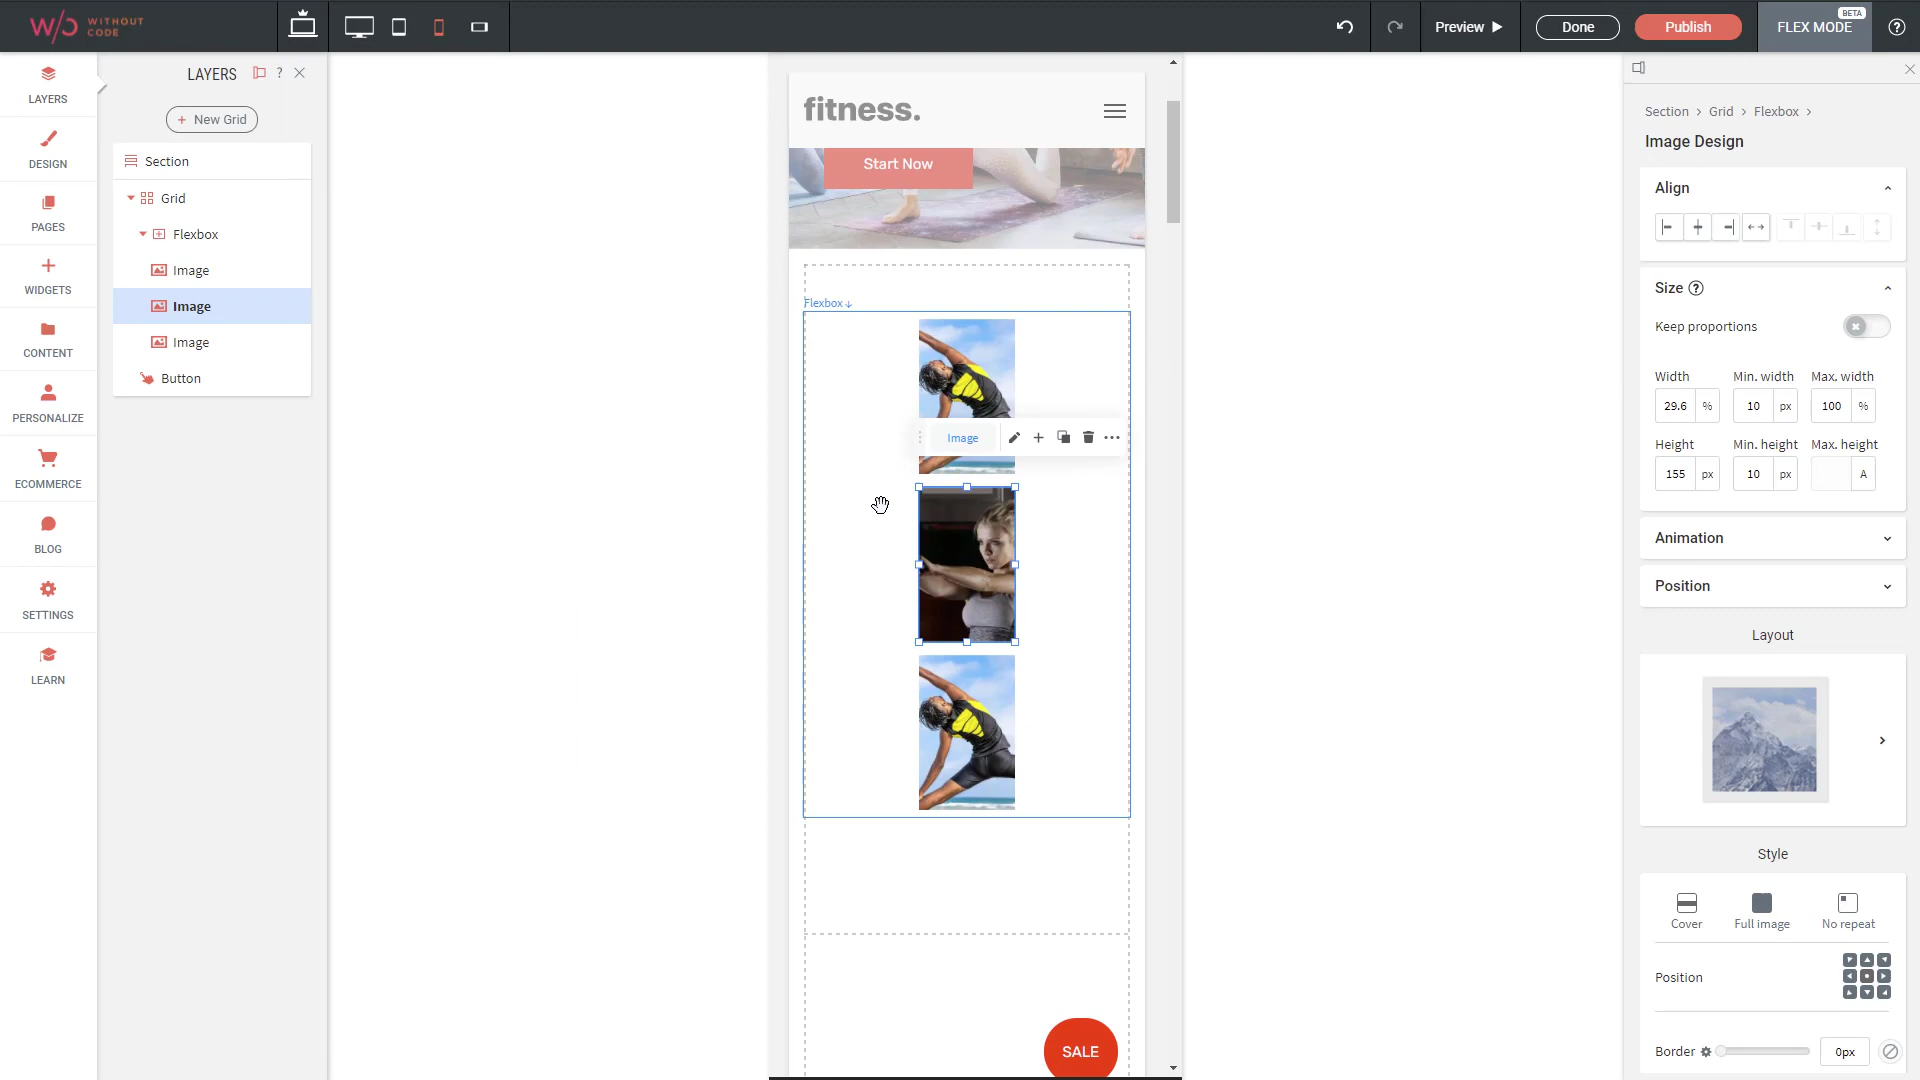 W/O WITHOUT CODE
Preview
Done
Publish
BETA
FLEX MODE
?
LAYERS
DESIGN
PAGES
WIDGETS
CONTENT
PERSONALIZE
ECOMMERCE
BLOG
SETTINGS
LEARN
LAYERS
?
+ New Grid
Section
Grid
Flexbox
Image
Image
Image
Button
fitness.
Start Now
Flexbox
Image
SALE
Section > Grid > Flexbox >
Image Design
Align
Size ?
Keep proportions
Width Min. width Max. width
29.6 % 10 px 100 %
Height Min. height Max. height
155 px 10 px A
Animation
Position
Layout
Style
Cover Full image No repeat
Position
Border 0px